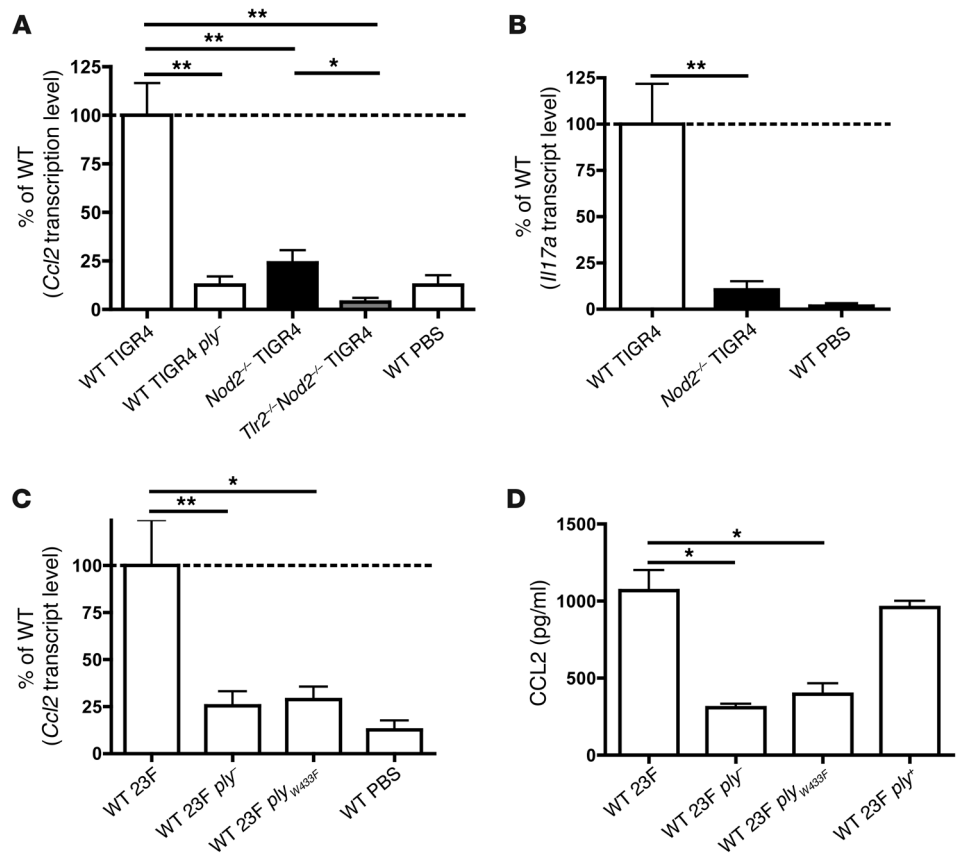 A
**
**
** *
% of WT
(Ccl2 transcription level)
125
100
75
50
25
0
WT TIGR4
WT TIGR4 ply⁻
Nod2⁻/⁻ TIGR4
Tlr2⁻/⁻Nod2⁻/⁻ TIGR4
WT PBS
B
**
% of WT
(Il17a transcript level)
125
100
75
50
25
0
WT TIGR4
Nod2⁻/⁻ TIGR4
WT PBS
C
*
**
% of WT
(Ccl2 transcript level)
100
75
50
25
0
WT 23F
WT 23F ply⁻
WT 23F plyW433F
WT PBS
D
*
*
CCL2 (pg/ml)
1500
1000
500
0
WT 23F
WT 23F ply⁻
WT 23F plyW433F
WT 23F ply⁺